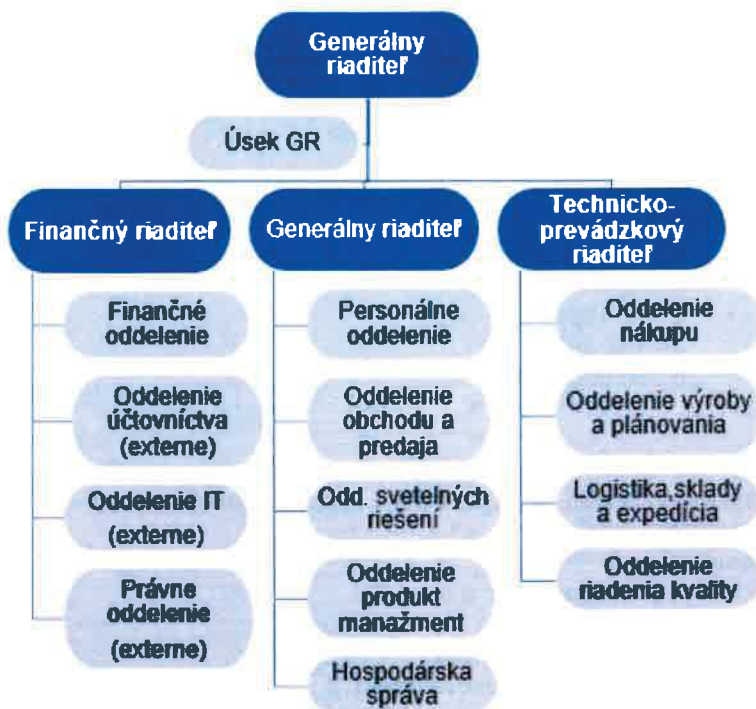 Generálny
riaditeľ
Úsek GR
Finančný riaditeľ
Generálny riaditeľ
Technicko-
prevádzkový
riaditeľ
Finančné
oddelenie
Oddelenie
účtovníctva
(externe)
Oddelenie IT
(externe)
Právne
oddelenie
(externe)
Personálne
oddelenie
Oddelenie
obchodu a
predaja
Odd. svetelných
riešení
Oddelenie
produkt
manažment
Hospodárska
správa
Oddelenie
nákupu
Oddelenie výroby
a plánovania
Logistika,sklady
a expedícia
Oddelenie
riadenia kvality